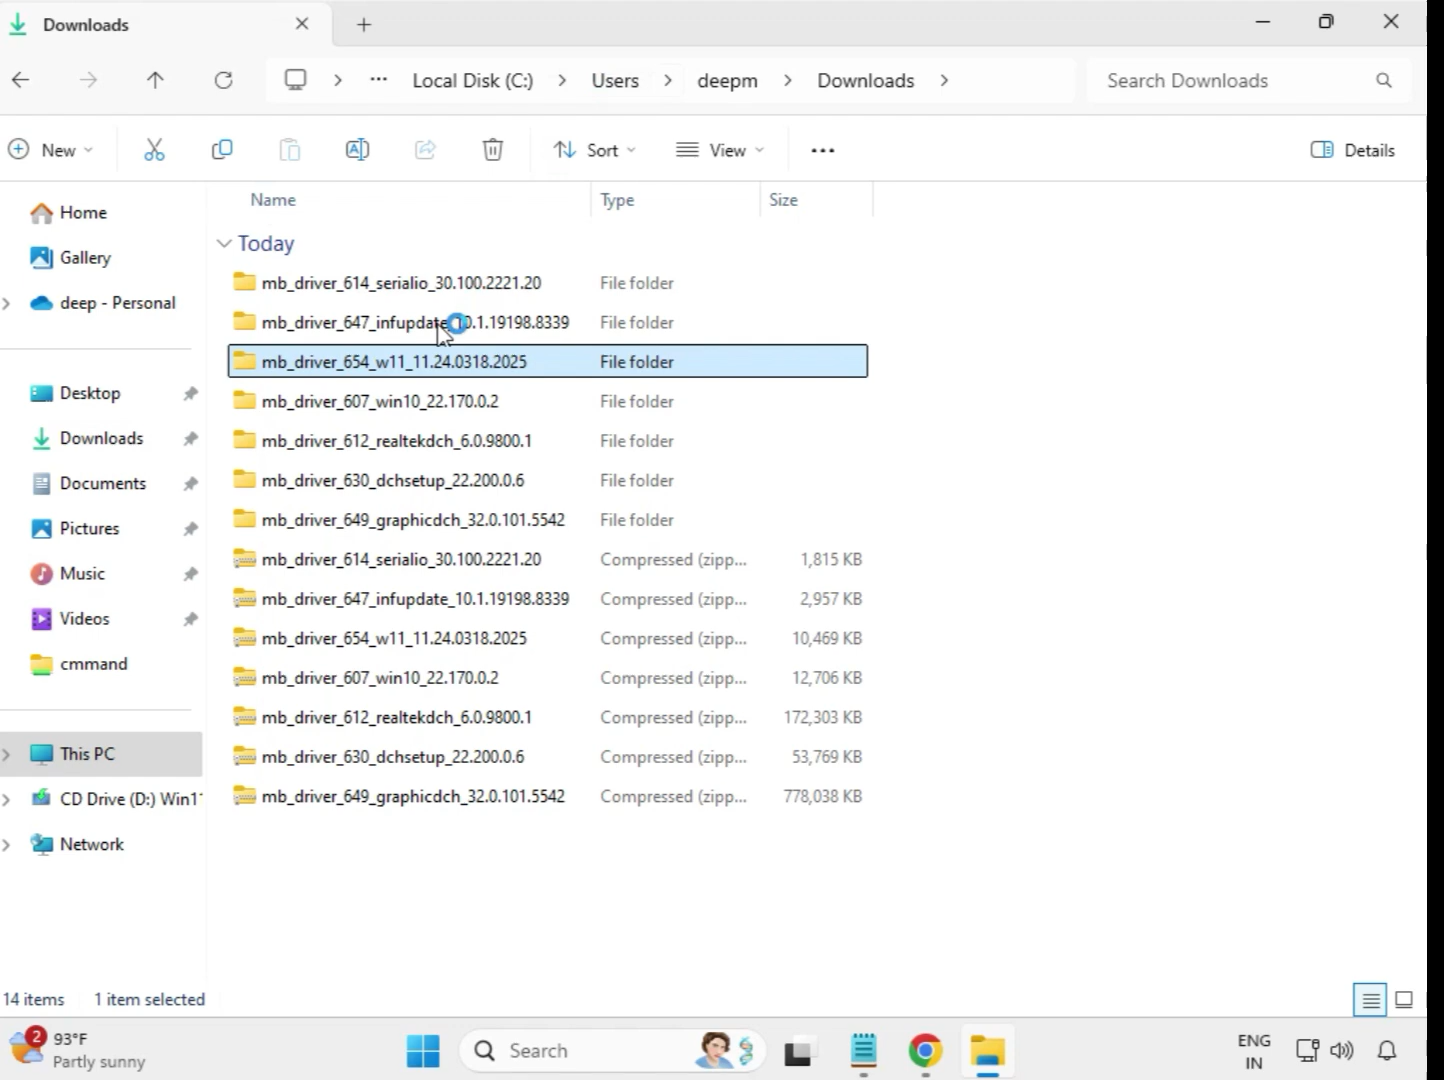 Downloads
Local Disk (C:) Users deepm Downloads
Search Downloads
New
Sort
View
Details
Home
Gallery
deep - Personal
Desktop
Downloads
Documents
Pictures
Music
Videos
cmmand
This PC
CD Drive (D:) Win1
Network
Name Type Size
Today
mb_driver_614_serialio_30.100.2221.20 File folder
mb_driver_647_infupdate_10.1.19198.8339 File folder
mb_driver_654_w11_11.24.0318.2025 File folder
mb_driver_607_win10_22.170.0.2 File folder
mb_driver_612_realtekdch_6.0.9800.1 File folder
mb_driver_630_dchsetup_22.200.0.6 File folder
mb_driver_649_graphicdch_32.0.101.5542 File folder
mb_driver_614_serialio_30.100.2221.20 Compressed (zipp... 1,815 KB
mb_driver_647_infupdate_10.1.19198.8339 Compressed (zipp... 2,957 KB
mb_driver_654_w11_11.24.0318.2025 Compressed (zipp... 10,469 KB
mb_driver_607_win10_22.170.0.2 Compressed (zipp... 12,706 KB
mb_driver_612_realtekdch_6.0.9800.1 Compressed (zipp... 172,303 KB
mb_driver_630_dchsetup_22.200.0.6 Compressed (zipp... 53,769 KB
mb_driver_649_graphicdch_32.0.101.5542 Compressed (zipp... 778,038 KB
14 items 1 item selected
2
93°F
Partly sunny
Search
ENG
IN